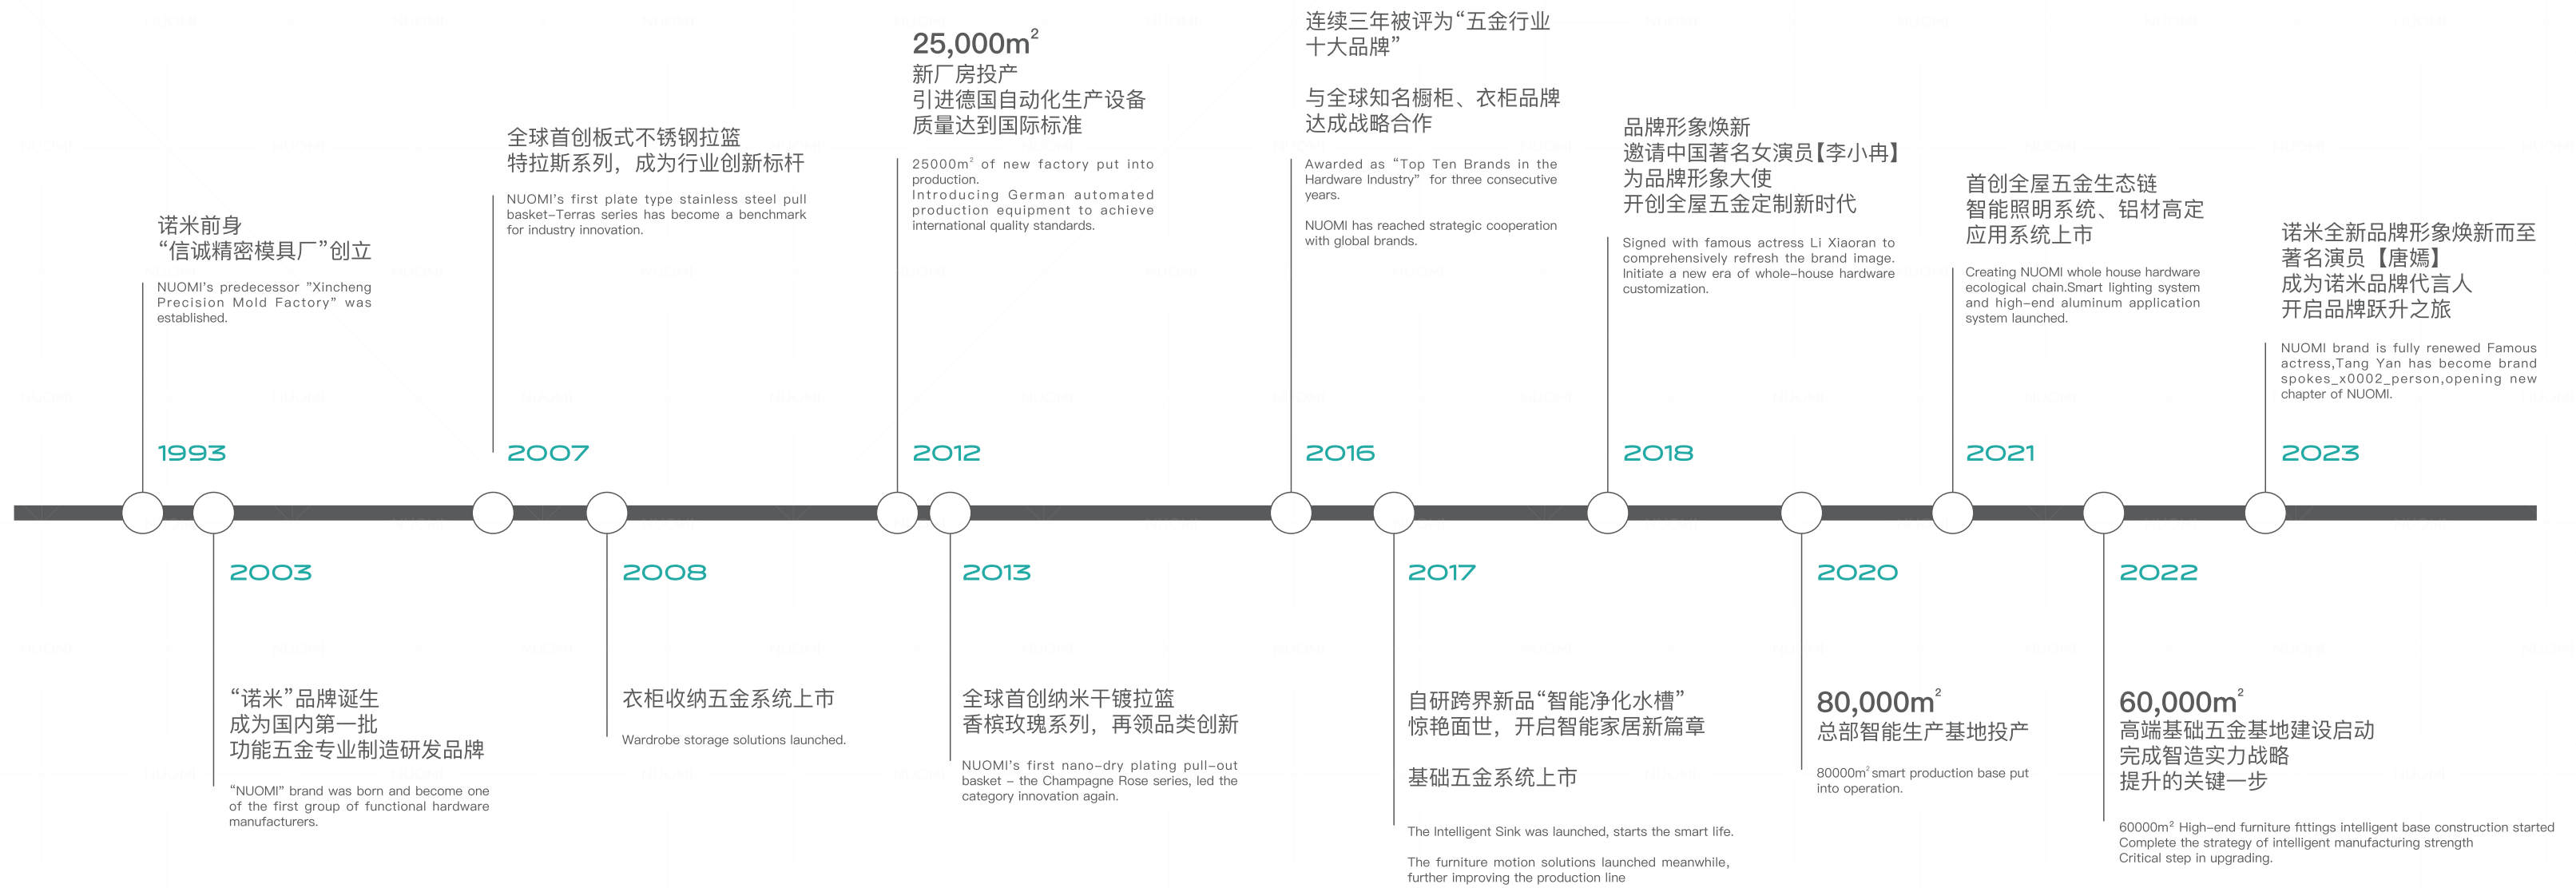 诺米前身
“信诚精密模具厂”创立
NUOMI's predecessor "Xincheng
Precision Mold Factory" was
established.
1993
2003
“诺米”品牌诞生
成为国内第一批
功能五金专业制造研发品牌
“NUOMI” brand was born and become one
of the first group of functional hardware
manufacturers.
全球首创板式不锈钢拉篮
特拉斯系列，成为行业创新标杆
NUOMI's first plate type stainless steel pull
basket-Terras series has become a benchmark
for industry innovation.
2007
2008
衣柜收纳五金系统上市
Wardrobe storage solutions launched.
25,000m²
新厂房投产
引进德国自动化生产设备
质量达到国际标准
25000m² of new factory put into
production.
Introducing German automated
production equipment to achieve
international quality standards.
2012
2013
全球首创纳米干镀拉篮
香槟玫瑰系列，再领品类创新
NUOMI's first nano-dry plating pull-out
basket - the Champagne Rose series, led the
category innovation again.
连续三年被评为“五金行业
十大品牌”
与全球知名橱柜、衣柜品牌
达成战略合作
Awarded as “Top Ten Brands in the
Hardware Industry” for three consecutive
years.
NUOMI has reached strategic cooperation
with global brands.
2016
2017
自研跨界新品“智能净化水槽”
惊艳面世，开启智能家居新篇章
基础五金系统上市
The Intelligent Sink was launched, starts the smart life.
The furniture motion solutions launched meanwhile,
further improving the production line
品牌形象焕新
邀请中国著名女演员【李小冉】
为品牌形象大使
开创全屋五金定制新时代
Signed with famous actress Li Xiaoran to
comprehensively refresh the brand image.
Initiate a new era of whole-house hardware
customization.
2018
2020
80,000m²
总部智能生产基地投产
80000m² smart production base put
into operation.
首创全屋五金生态链
智能照明系统、铝材高定
应用系统上市
Creating NUOMI whole house hardware
ecological chain.Smart lighting system
and high-end aluminum application
system launched.
2021
2022
60,000m²
高端基础五金基地建设启动
完成智造实力战略
提升的关键一步
60000m² High-end furniture fittings intelligent base construction started
Complete the strategy of intelligent manufacturing strength
Critical step in upgrading.
诺米全新品牌形象焕新而至
著名演员【唐嫣】
成为诺米品牌代言人
开启品牌跃升之旅
NUOMI brand is fully renewed Famous
actress,Tang Yan has become brand
spokes_x0002_person,opening new
chapter of NUOMI.
2023